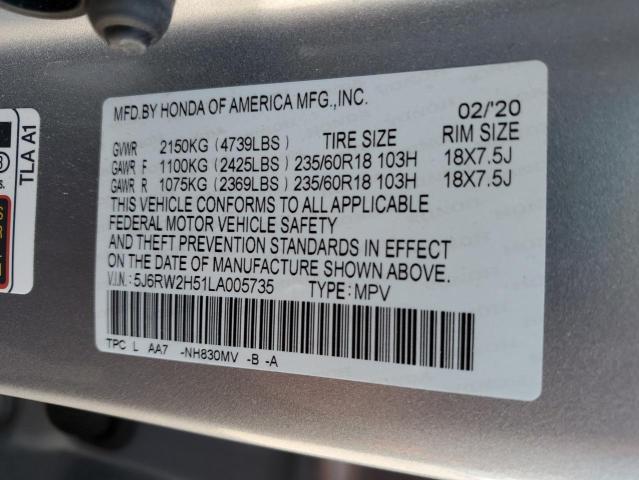 MFD.BY HONDA OF AMERICA MFG.,INC. 02/'20
GVWR 2150KG (4739LBS) TIRE SIZE RIM SIZE
GAWR F 1100KG (2425LBS) 235/60R18 103H 18X7.5J
GAWR R 1075KG (2369LBS) 235/60R18 103H 18X7.5J
THIS VEHICLE CONFORMS TO ALL APPLICABLE
FEDERAL MOTOR VEHICLE SAFETY
AND THEFT PREVENTION STANDARDS IN EFFECT
ON THE DATE OF MANUFACTURE SHOWN ABOVE.
V.I.N.: 5J6RW2H51LA005735 TYPE: MPV
TPC L AA7 -NH830MV -B -A
TLA A1